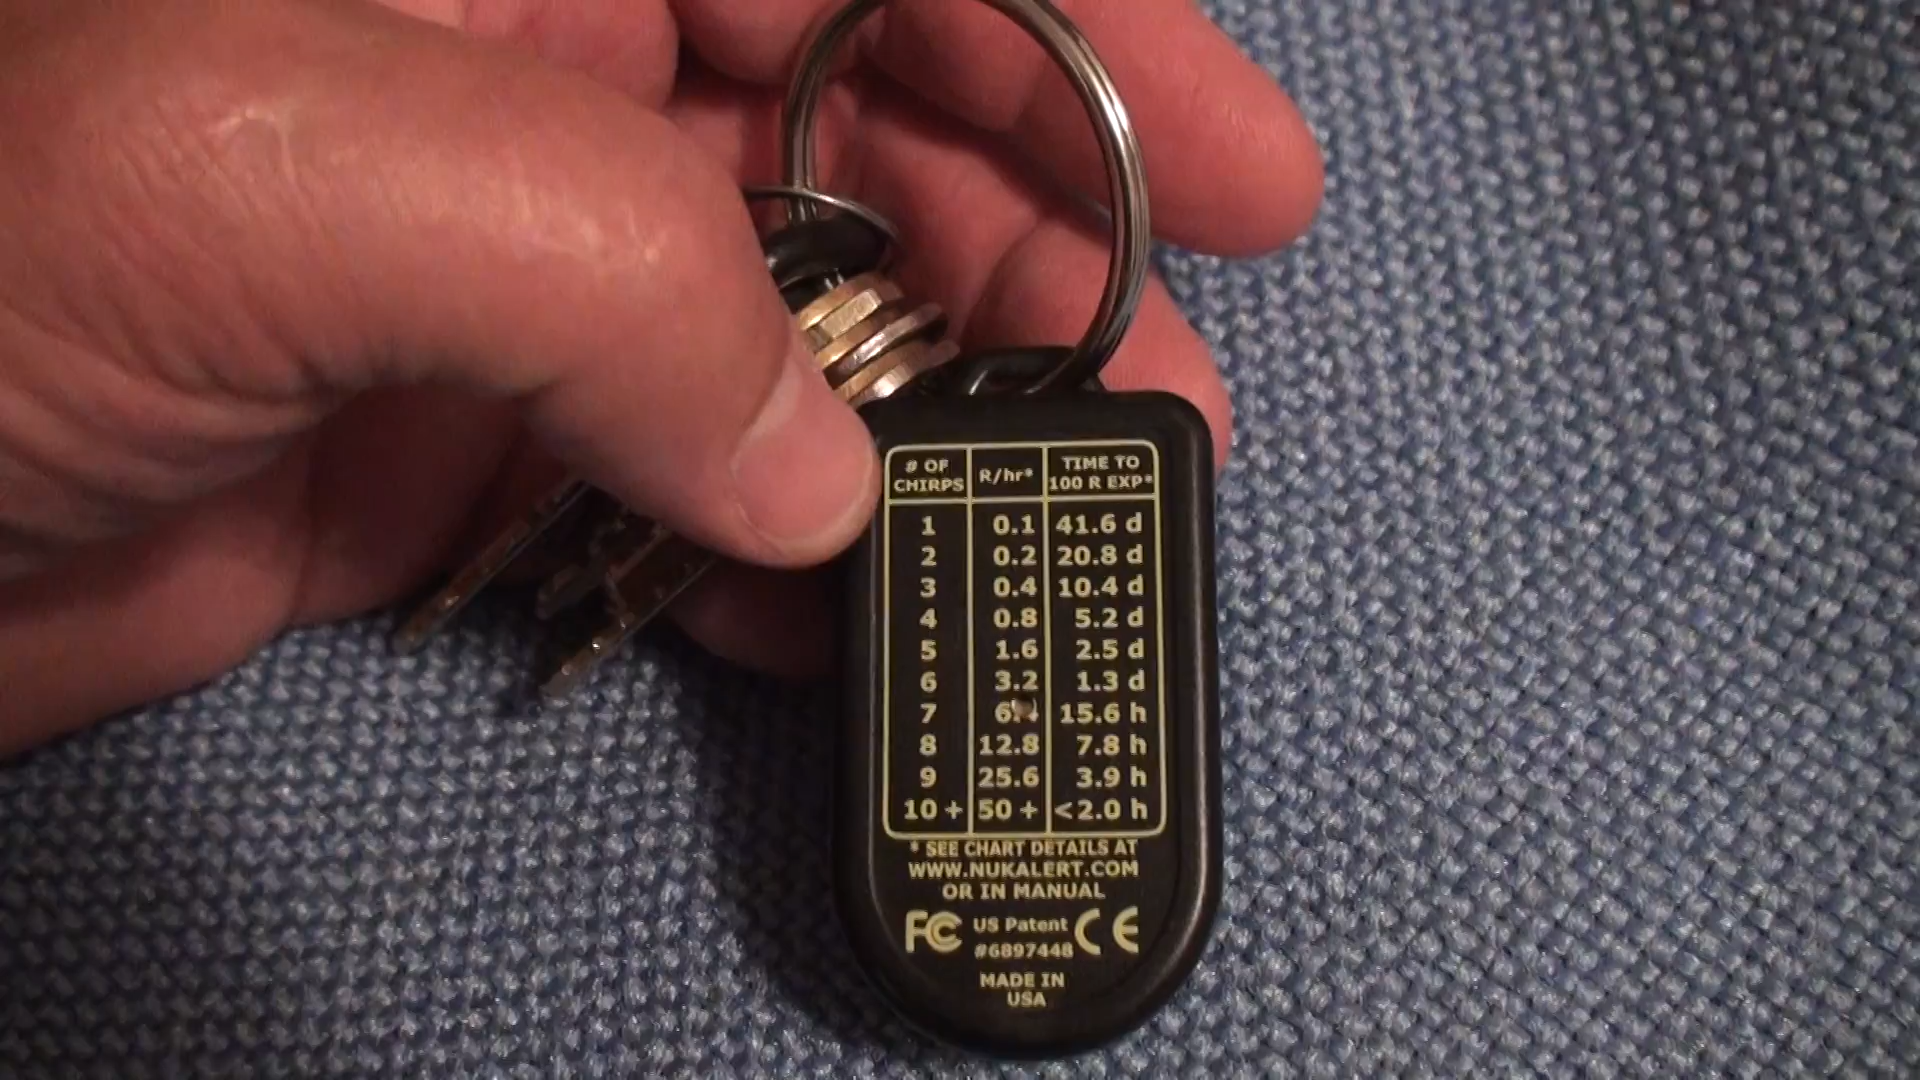 # OF CHIRPS R/hr* TIME TO 100 R EXP*
1 0.1 41.6 d
2 0.2 20.8 d
3 0.4 10.4 d
4 0.8 5.2 d
5 1.6 2.5 d
6 3.2 1.3 d
7 15.6 h
8 12.8 7.8 h
9 25.6 3.9 h
10 + 50 + <2.0 h
* SEE CHART DETAILS AT
WWW.NUKALERT.COM
OR IN MANUAL
FC US Patent CE
#6897448
MADE IN
USA